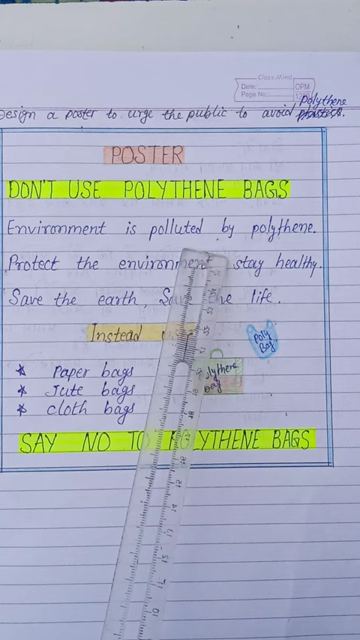 Class Mind
Date:
Page No:
Design a poster to urge the public to avoid polythene.
POSTER
DON'T USE POLYTHENE BAGS
Environment is polluted by polythene.
Protect the environment stay healthy.
Save the earth, Save the life.
Instead
Poly
Bag
* Paper bags
* Jute bags
* cloth bags
bag
SAY NO TO POLYTHENE BAGS